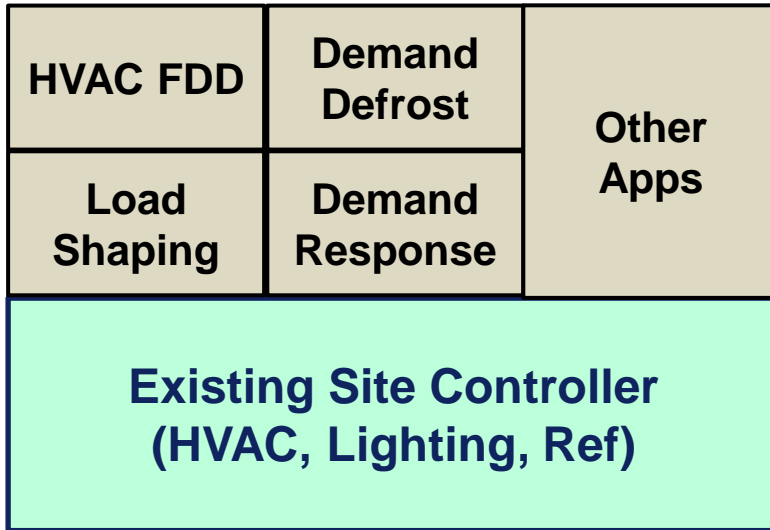 HVAC FDD
Demand
Defrost
Other
Apps
Load
Shaping
Demand
Response
Existing Site Controller
(HVAC, Lighting, Ref)